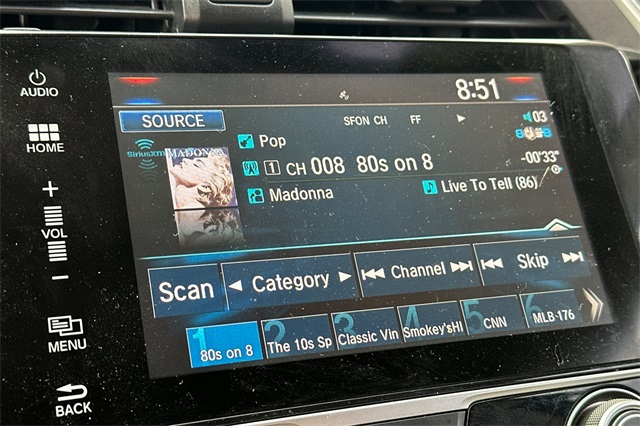 AUDIO
8:51
SOURCE
SFON CH FF
03
HOME
SiriusXM
MADONNA
Pop
1 CH 008 80s on 8
-00'33"
Madonna
Live To Tell (86)
+
VOL
−
Scan
Category
Channel
Skip
MENU
1 80s on 8
2 The 10s Sp
3 Classic Vin
4 Smokey'sHI
5 CNN
6 MLB-176
BACK